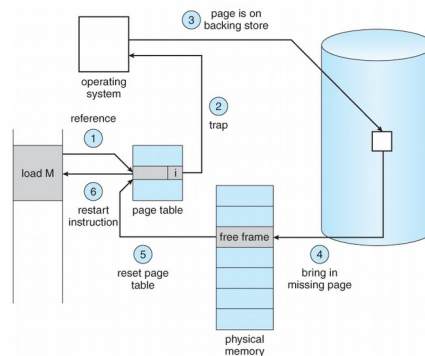 3
page is on
backing store
operating
system
2
trap
reference
1
load M
i
6
page table
restart
instruction
free frame
5
4
reset page
table
bring in
missing page
physical
memory